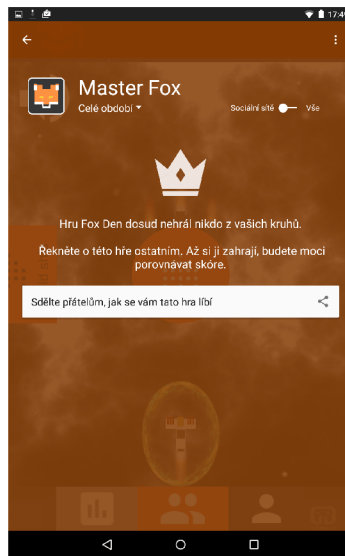 17:49
Master Fox
Celé období
Sociální sítě Vše
Hru Fox Den dosud nehrál nikdo z vašich kruhů.
Řekněte o této hře ostatním. Až si ji zahrají, budete moci
porovnávat skóre.
Sdělte přátelům, jak se vám tato hra líbí